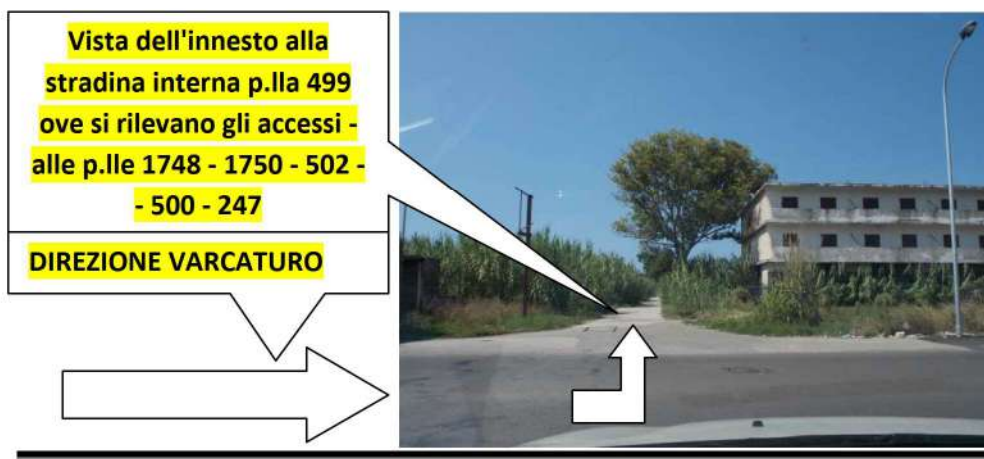 Vista dell'innesto alla
stradina interna p.lla 499
ove si rilevano gli accessi -
alle p.lle 1748 - 1750 - 502 -
- 500 - 247
DIREZIONE VARCATURO